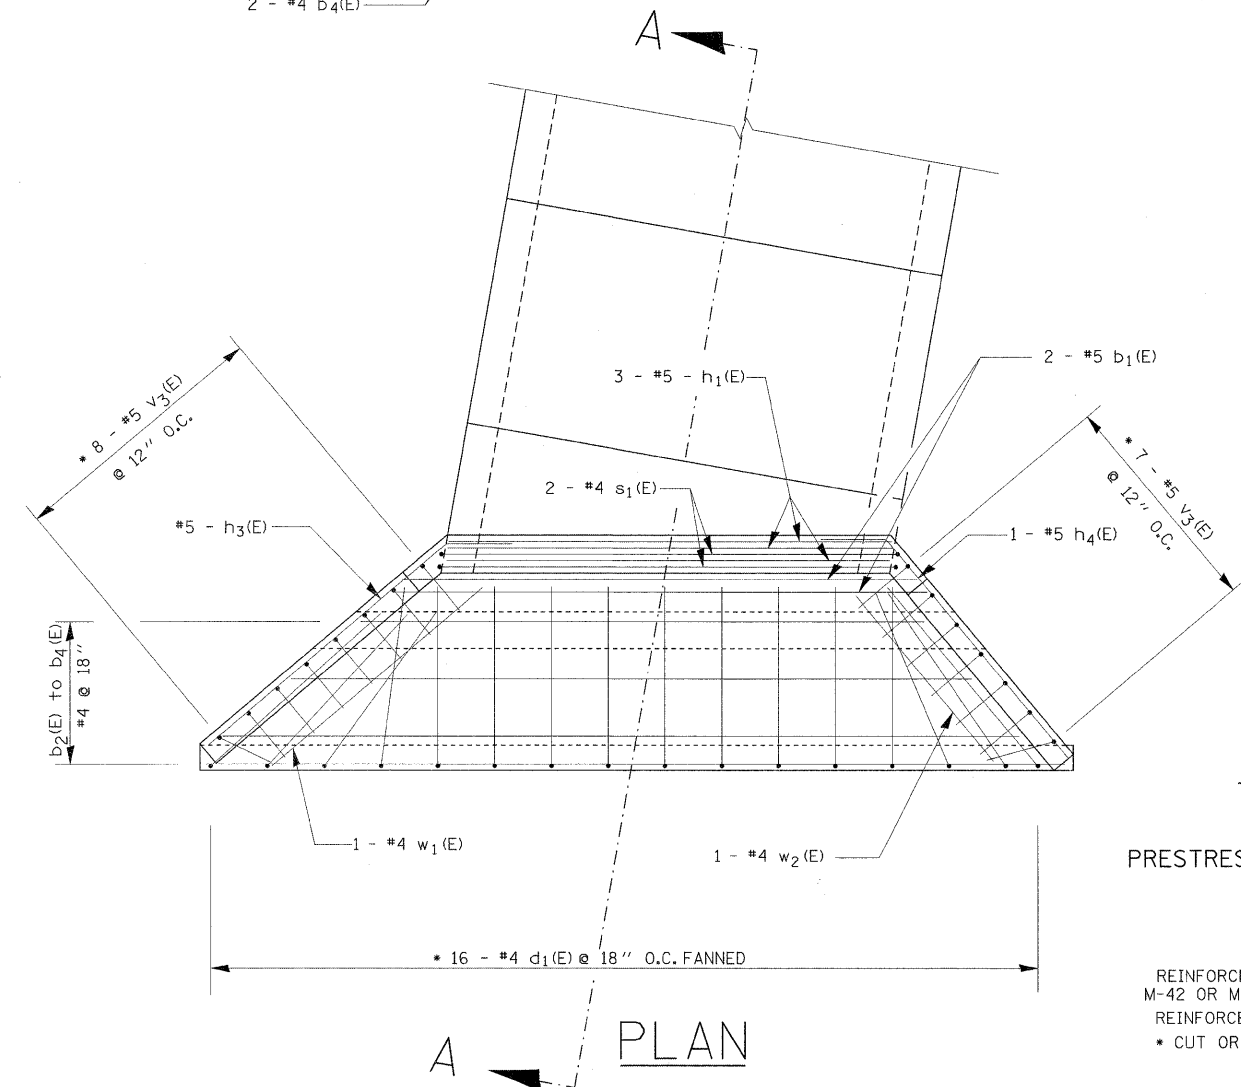 2 - #4 b4(E)
A
2 - #5 b1(E)
3 - #5 - h1(E)
* 8 - #5 v3(E)
@ 12" O.C.
* 7 - #5 v3(E)
@ 12" O.C.
2 - #4 s1(E)
#5 - h3(E)
1 - #5 h4(E)
b2(E) to b4(E)
#4 @ 18"
1 - #4 w1(E)
1 - #4 w2(E)
PRESTRES
* 16 - #4 d1(E) @ 18" O.C. FANNED
REINFORCE
M-42 OR M
REINFORCE
* CUT OR
PLAN
A